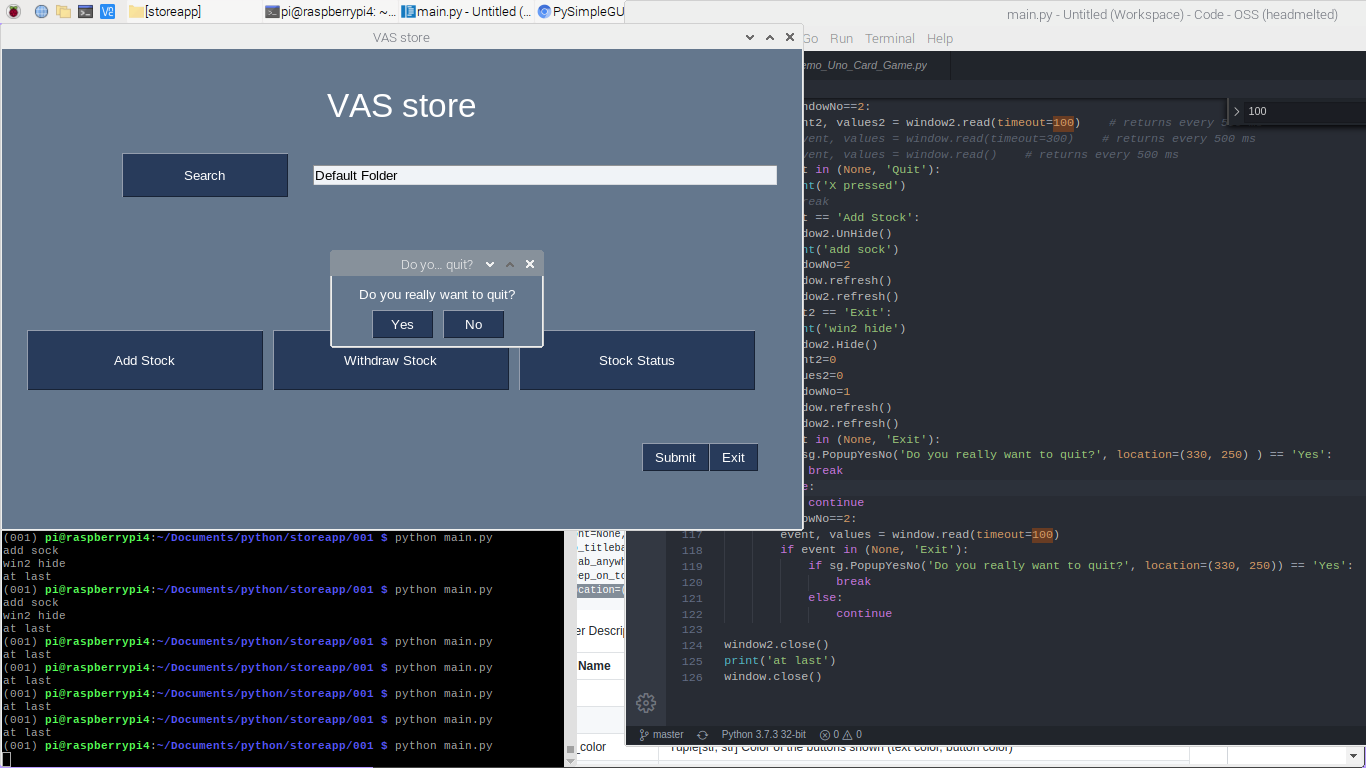 [storeapp]
pi@raspberrypi4: ~...
main.py - Untitled (...
PySimpleGU
main.py - Untitled (Workspace) - Code - OSS (headmelted)
VAS store
Go Run Terminal Help
emo_Uno_Card_Game.py
100
VAS store
Search
Default Folder
Do yo... quit?
Do you really want to quit?
Yes No
Add Stock
Withdraw Stock
Stock Status
Submit Exit
ndowNo==2:
nt2, values2 = window2.read(timeout=100) # returns every 5
vent, values = window.read(timeout=300) # returns every 500 ms
vent, values = window.read() # returns every 500 ms
t in (None, 'Quit'):
nt('X pressed')
reak
t == 'Add Stock':
ndow2.UnHide()
nt('add sock')
dowNo=2
ndow.refresh()
ndow2.refresh()
t2 == 'Exit':
nt('win2 hide')
ndow2.Hide()
nt2=0
ues2=0
dowNo=1
ndow.refresh()
ndow2.refresh()
t in (None, 'Exit'):
sg.PopupYesNo('Do you really want to quit?', location=(330, 250) ) == 'Yes':
break
e:
continue
owNo==2:
117 event, values = window.read(timeout=100)
118 if event in (None, 'Exit'):
119 if sg.PopupYesNo('Do you really want to quit?', location=(330, 250)) == 'Yes':
120 break
121 else:
122 continue
123
124 window2.close()
125 print('at last')
126 window.close()
master Python 3.7.3 32-bit 0 0
(001) pi@raspberrypi4:~/Documents/python/storeapp/001 $ python main.py
add sock
win2 hide
at last
(001) pi@raspberrypi4:~/Documents/python/storeapp/001 $ python main.py
add sock
win2 hide
at last
(001) pi@raspberrypi4:~/Documents/python/storeapp/001 $ python main.py
at last
(001) pi@raspberrypi4:~/Documents/python/storeapp/001 $ python main.py
at last
(001) pi@raspberrypi4:~/Documents/python/storeapp/001 $ python main.py
at last
(001) pi@raspberrypi4:~/Documents/python/storeapp/001 $ python main.py
at last
(001) pi@raspberrypi4:~/Documents/python/storeapp/001 $ python main.py
nt=None,
_titleba
ab_anywh
eep_on_to
ocation=(
er Descrip
Name
_color
Tuple[str, str] Color of the buttons shown (text color, button color)